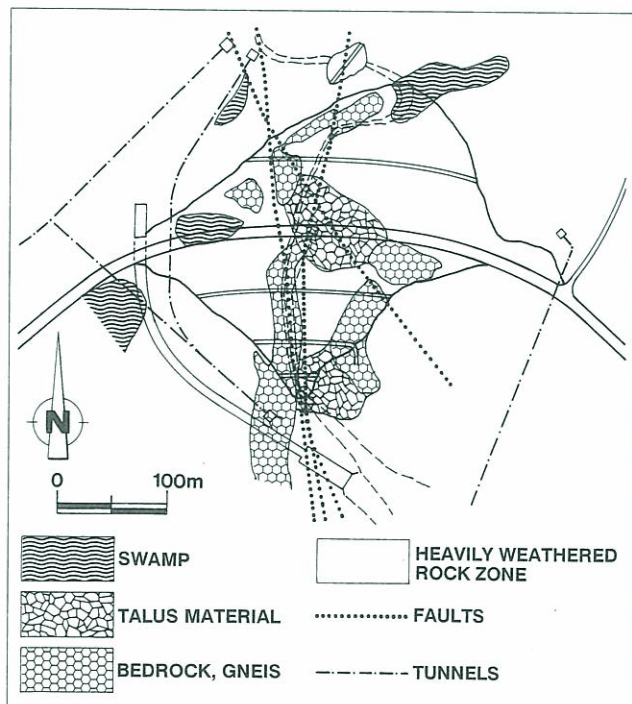 N
0 100m
SWAMP
HEAVILY WEATHERED
ROCK ZONE
TALUS MATERIAL
FAULTS
BEDROCK, GNEIS
TUNNELS